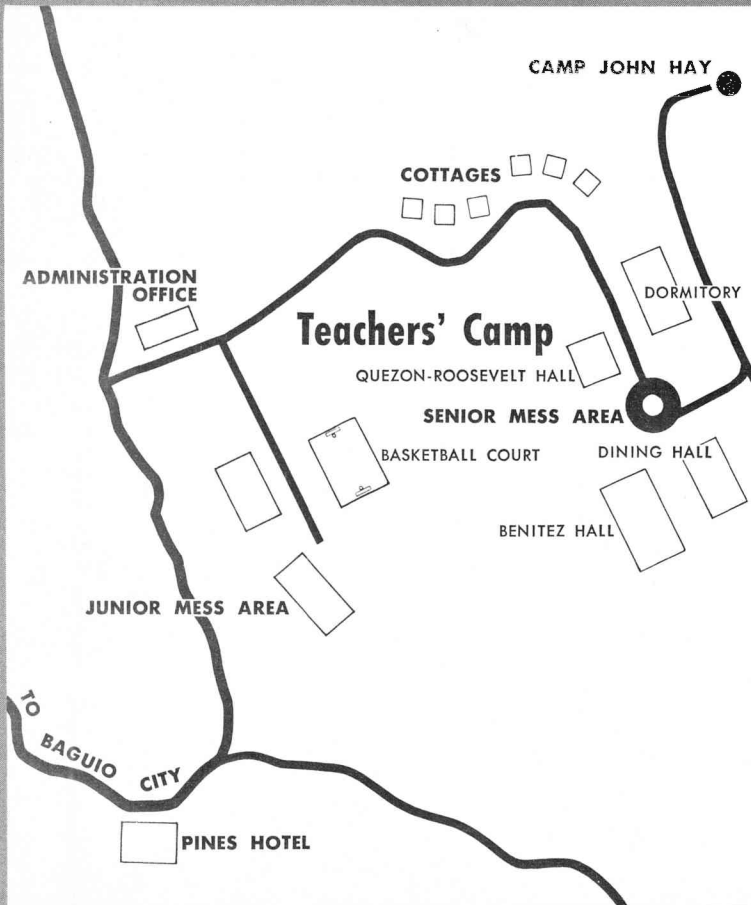 CAMP JOHN HAY
COTTAGES
ADMINISTRATION
OFFICE
DORMITORY
Teachers' Camp
QUEZON-ROOSEVELT HALL
SENIOR MESS AREA
BASKETBALL COURT
DINING HALL
BENITEZ HALL
JUNIOR MESS AREA
TO BAGUIO CITY
PINES HOTEL